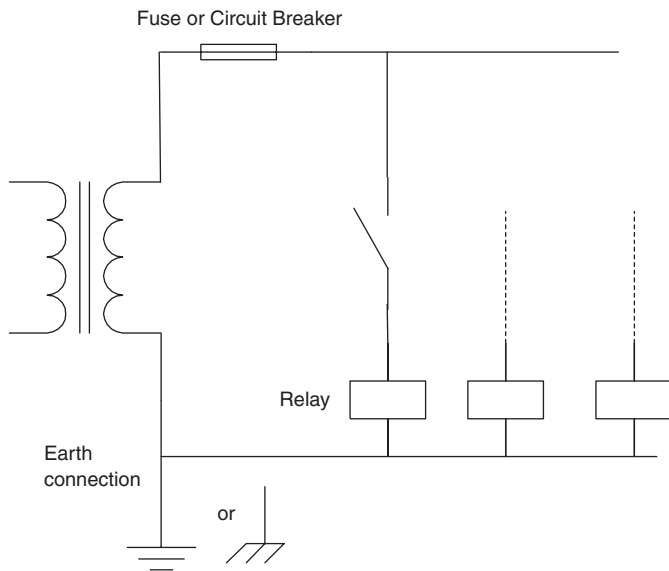 Fuse or Circuit Breaker
Relay
Earth
connection
or